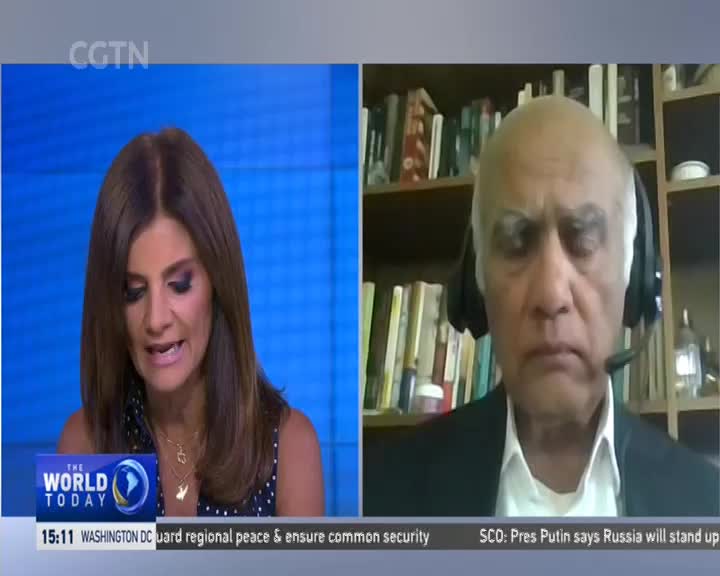 CGTN
THE
WORLD
TODAY
15:11 WASHINGTON DC uard regional peace & ensure common security SCO: Pres Putin says Russia will stand up